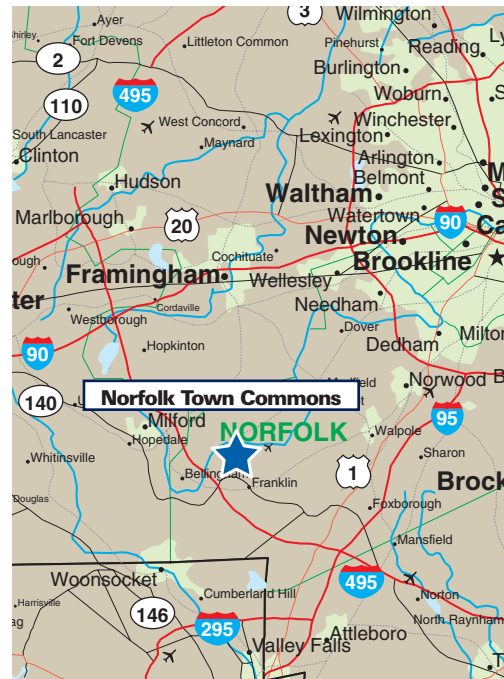 Ayer
Wilmington
3
Fort Devens
Littleton Common
Pinehurst
Reading
2
Burlington
495
Woburn
110
Winchester
West Concord
Lexington
South Lancaster
Maynard
Clinton
Arlington
Hudson
Belmont
Waltham
Marlborough
20
Watertown
90
Newton
Cochituate
Brookline
Framingham
Wellesley
Needham
Cordaville
Westborough
Dover
Milton
Dedham
90
Hopkinton
Norwood
140
Norfolk Town Commons
95
Milford
NORFOLK
Walpole
Hopedale
Sharon
Whitinsville
1
Brock
Franklin
Douglas
Foxborough
Mansfield
Woonsocket
495
Cumberland Hill
Norton
Harrisville
146
North Raynham
295
Attleboro
Valley Falls